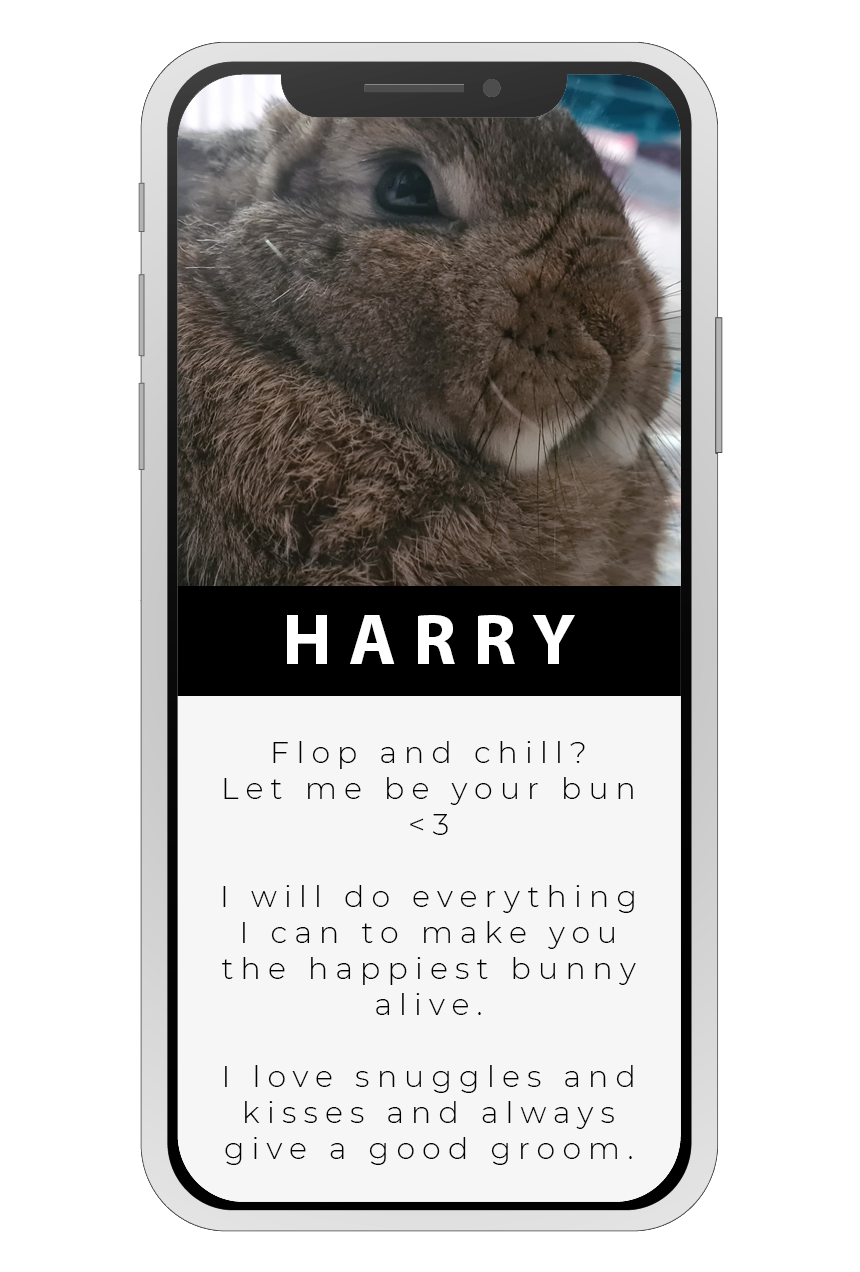 HARRY
Flop and chill?
Let me be your bun
<3
I will do everything
I can to make you
the happiest bunny
alive.
I love snuggles and
kisses and always
give a good groom.